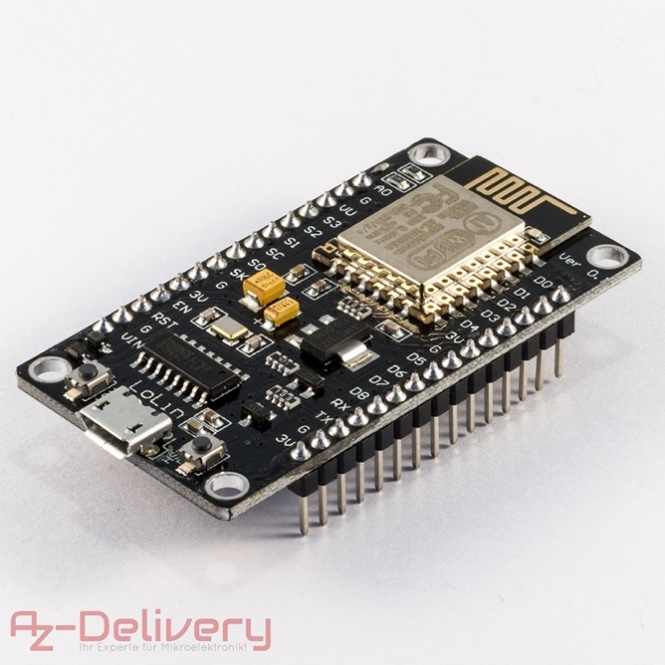 AO
G
VU
S3
S2
S1
SC
SO
SK
G
3V
EN
RST
G
VIN
LoLin
Ver 0.
D0
D1
D2
D3
D4
3V
G
D5
D6
D7
D8
RX
TX
G
3V
Az-Delivery
Ihr Experte für Mikroelektronik!